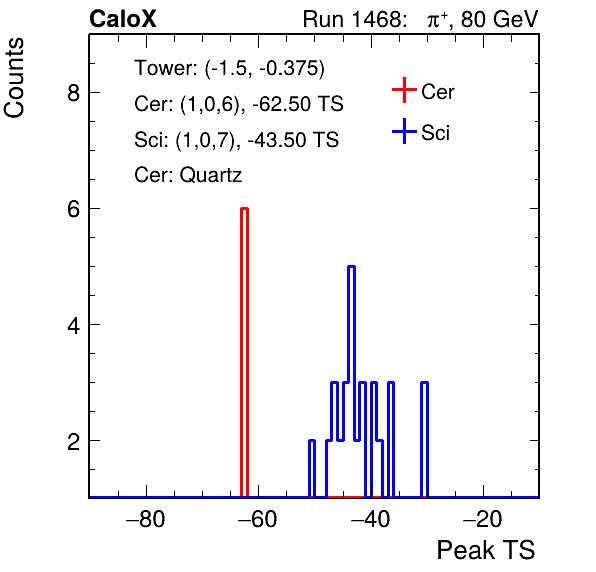 CaloX Run 1468: π⁺, 80 GeV
Counts
Tower: (-1.5, -0.375)
Cer: (1,0,6), -62.50 TS
Sci: (1,0,7), -43.50 TS
Cer: Quartz
Cer
Sci
8
6
4
2
−80 −60 −40 −20
Peak TS